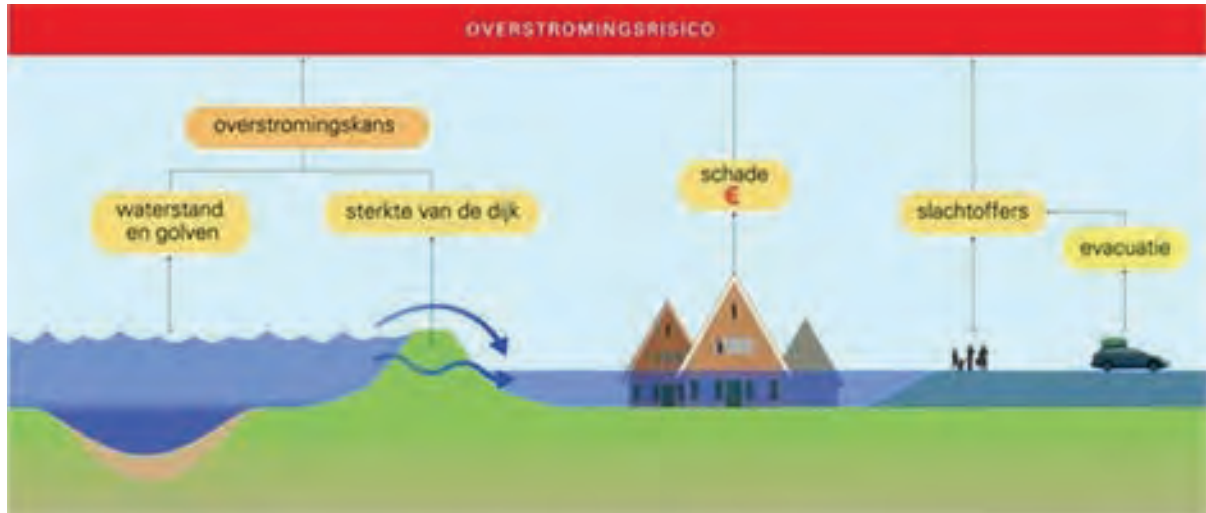 OVERSTROMINGSRISICO
overstromingskans
waterstand
en golven
sterkte van de dijk
schade
€
slachtoffers
evacuatie